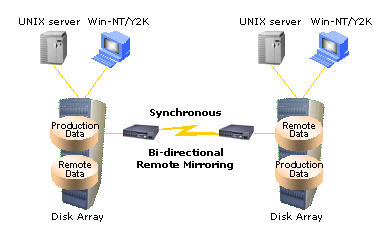 UNIX server Win-NT/Y2K
UNIX server Win-NT/Y2K
Synchronous
Bi-directional
Remote Mirroring
Production
Data
Remote
Data
Disk Array
Remote
Data
Production
Data
Disk Array